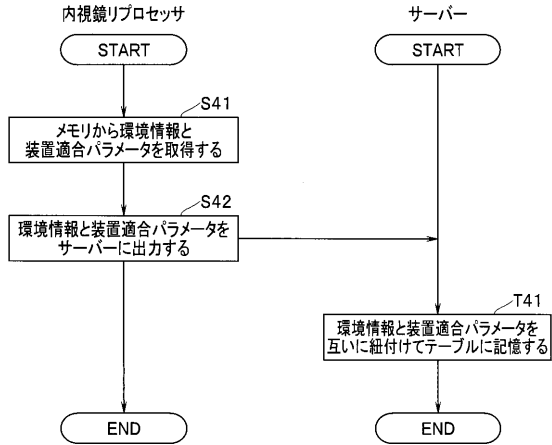 内視鏡リプロセッサ
サーバー
START
START
S41
メモリから環境情報と
装置適合パラメータを取得する
S42
環境情報と装置適合パラメータを
サーバーに出力する
T41
環境情報と装置適合パラメータを
互いに紐付けてテーブルに記憶する
END
END